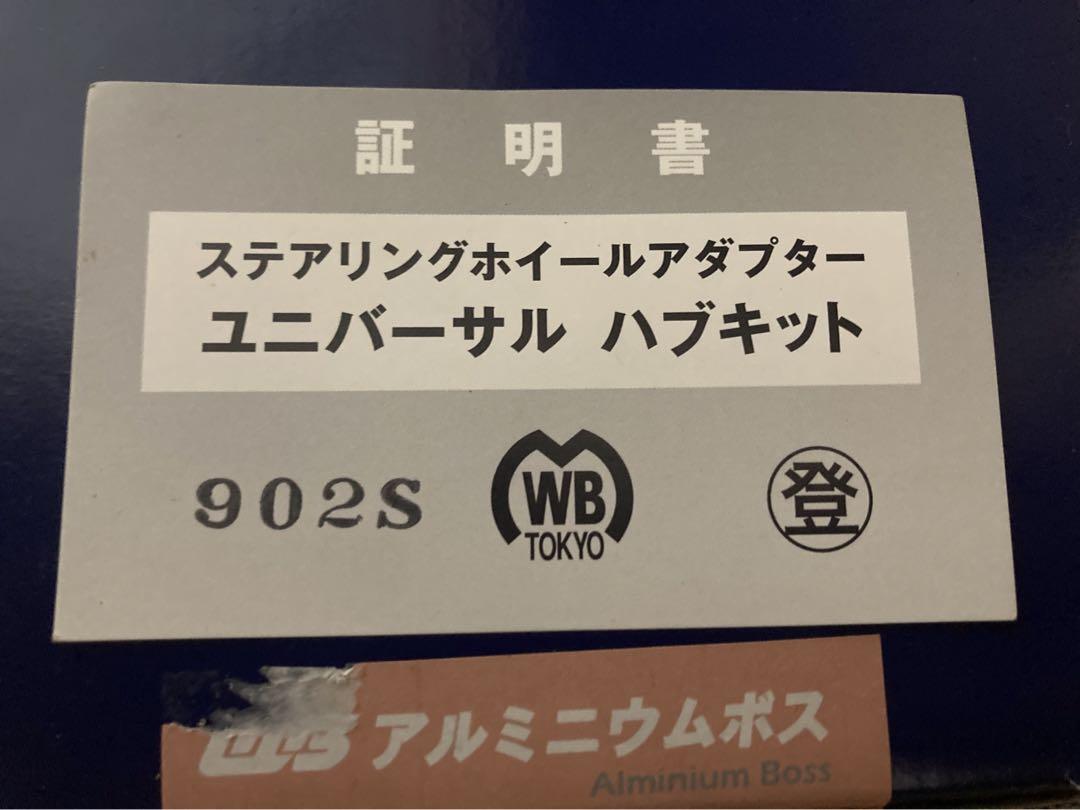 証明書
ステアリングホイールアダプター
ユニバーサル ハブキット
902S
WB
TOKYO
登
アルミニウムボス
Alminium Boss